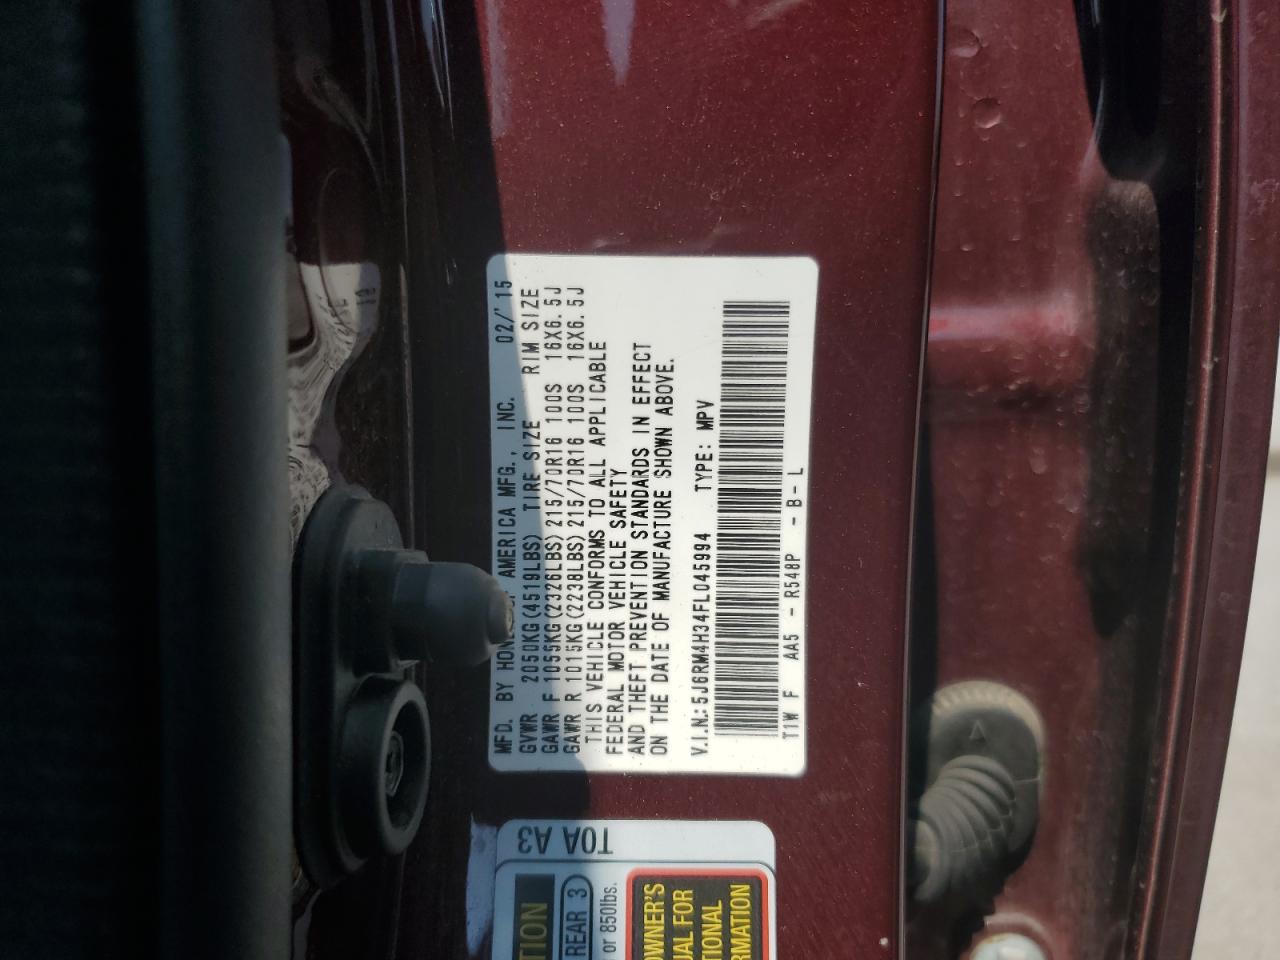 MFD. BY HONDA OF AMERICA MFG., INC. 02/'15
GVWR 2050KG(4519LBS) TIRE SIZE RIM SIZE
GAWR F 1055KG(2326LBS) 215/70R16 100S 16X6.5J
GAWR R 1015KG(2238LBS) 215/70R16 100S 16X6.5J
THIS VEHICLE CONFORMS TO ALL APPLICABLE
FEDERAL MOTOR VEHICLE SAFETY
AND THEFT PREVENTION STANDARDS IN EFFECT
ON THE DATE OF MANUFACTURE SHOWN ABOVE.
V.I.N.: 5J6RM4H34FL045994 TYPE: MPV
T1W F AA5 - R548P - B - L
T0A A3
TION
REAR 3
or 850lbs.
OWNER'S
UAL FOR
TIONAL
RMATION